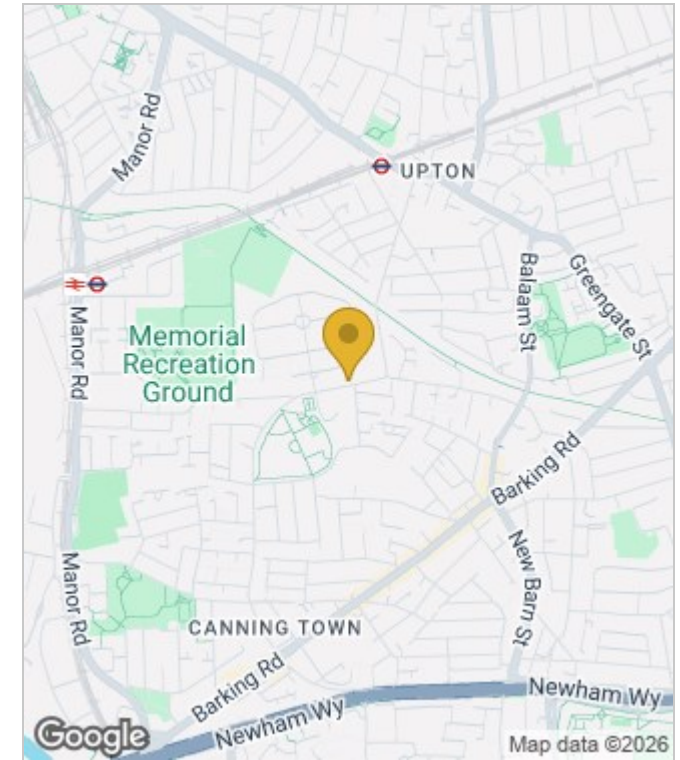 Manor Rd
UPTON
Balaam St
Greengate St
Manor Rd
Memorial
Recreation
Ground
Barking Rd
New Barn St
Manor Rd
CANNING TOWN
Barking Rd
Newham Wy
Newham Wy
Google
Map data ©2026